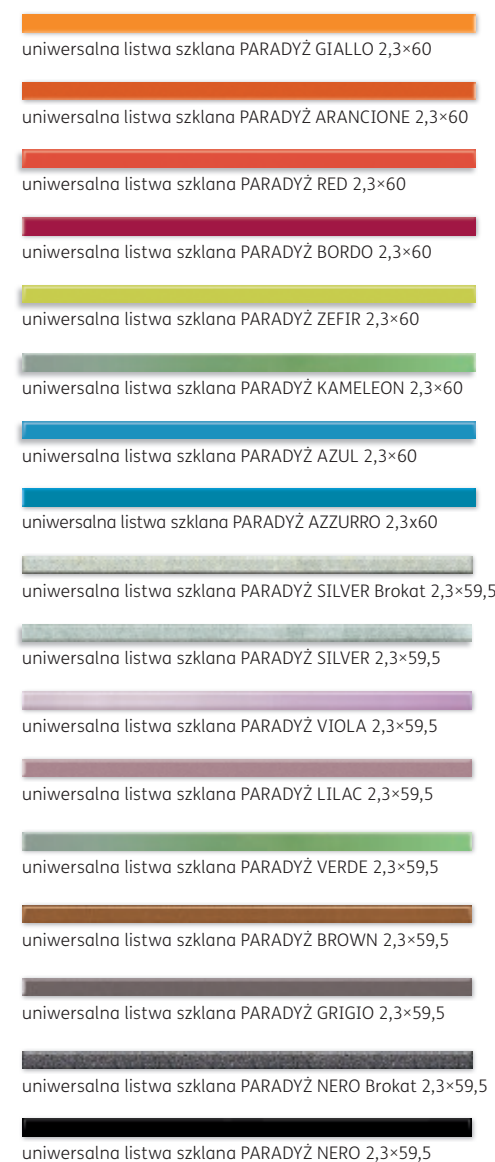 uniwersalna listwa szklana PARADYŻ GIALLO 2,3×60
uniwersalna listwa szklana PARADYŻ ARANCIONE 2,3×60
uniwersalna listwa szklana PARADYŻ RED 2,3×60
uniwersalna listwa szklana PARADYŻ BORDO 2,3×60
uniwersalna listwa szklana PARADYŻ ZEFIR 2,3×60
uniwersalna listwa szklana PARADYŻ KAMELEON 2,3×60
uniwersalna listwa szklana PARADYŻ AZUL 2,3×60
uniwersalna listwa szklana PARADYŻ AZZURRO 2,3x60
uniwersalna listwa szklana PARADYŻ SILVER Brokat 2,3×59,5
uniwersalna listwa szklana PARADYŻ SILVER 2,3×59,5
uniwersalna listwa szklana PARADYŻ VIOLA 2,3×59,5
uniwersalna listwa szklana PARADYŻ LILAC 2,3×59,5
uniwersalna listwa szklana PARADYŻ VERDE 2,3×59,5
uniwersalna listwa szklana PARADYŻ BROWN 2,3×59,5
uniwersalna listwa szklana PARADYŻ GRIGIO 2,3×59,5
uniwersalna listwa szklana PARADYŻ NERO Brokat 2,3×59,5
uniwersalna listwa szklana PARADYŻ NERO 2,3×59,5